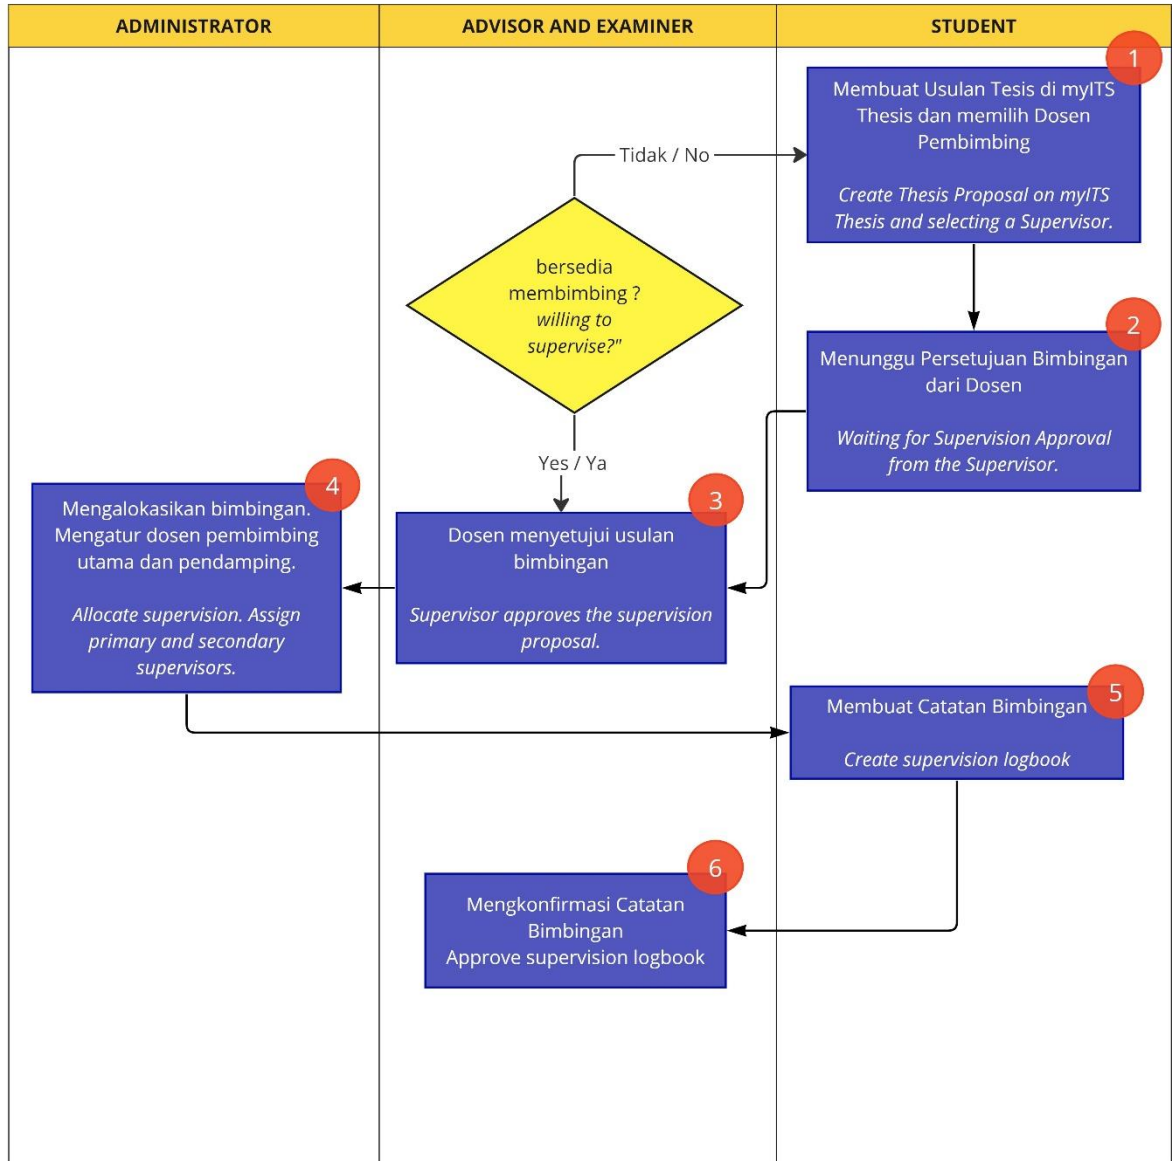 ADMINISTRATOR
ADVISOR AND EXAMINER
STUDENT
1
Membuat Usulan Tesis di myITS
Thesis dan memilih Dosen
Pembimbing
Create Thesis Proposal on myITS
Thesis and selecting a Supervisor.
Tidak / No
bersedia
membimbing ?
willing to
supervise?"
2
Menunggu Persetujuan Bimbingan
dari Dosen
Waiting for Supervision Approval
from the Supervisor.
Yes / Ya
3
Dosen menyetujui usulan
bimbingan
Supervisor approves the supervision
proposal.
4
Mengalokasikan bimbingan.
Mengatur dosen pembimbing
utama dan pendamping.
Allocate supervision. Assign
primary and secondary
supervisors.
5
Membuat Catatan Bimbingan
Create supervision logbook
6
Mengkonfirmasi Catatan
Bimbingan
Approve supervision logbook